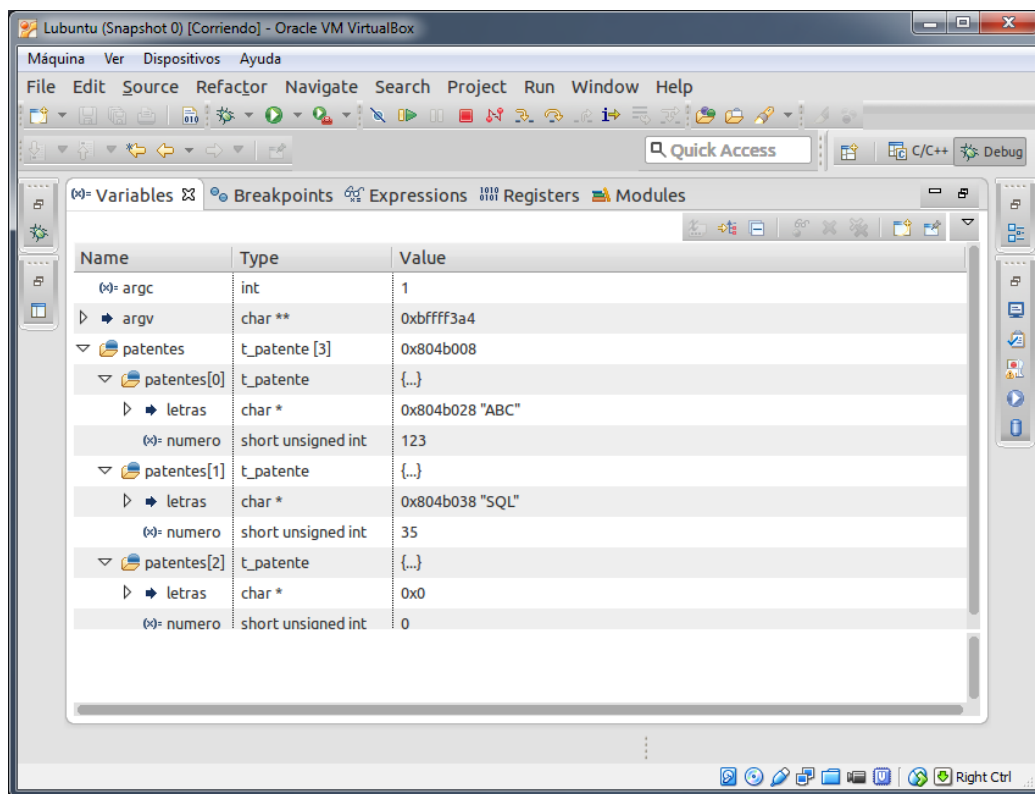 Lubuntu (Snapshot 0) [Corriendo] - Oracle VM VirtualBox
Máquina Ver Dispositivos Ayuda
File Edit Source Refactor Navigate Search Project Run Window Help
Quick Access C/C++ Debug
(x)= Variables Breakpoints Expressions Registers Modules
Name Type Value
(x)= argc int 1
argv char ** 0xbffff3a4
patentes t_patente [3] 0x804b008
patentes[0] t_patente {...}
letras char * 0x804b028 "ABC"
(x)= numero short unsigned int 123
patentes[1] t_patente {...}
letras char * 0x804b038 "SQL"
(x)= numero short unsigned int 35
patentes[2] t_patente {...}
letras char * 0x0
(x)= numero short unsigned int 0
Right Ctrl